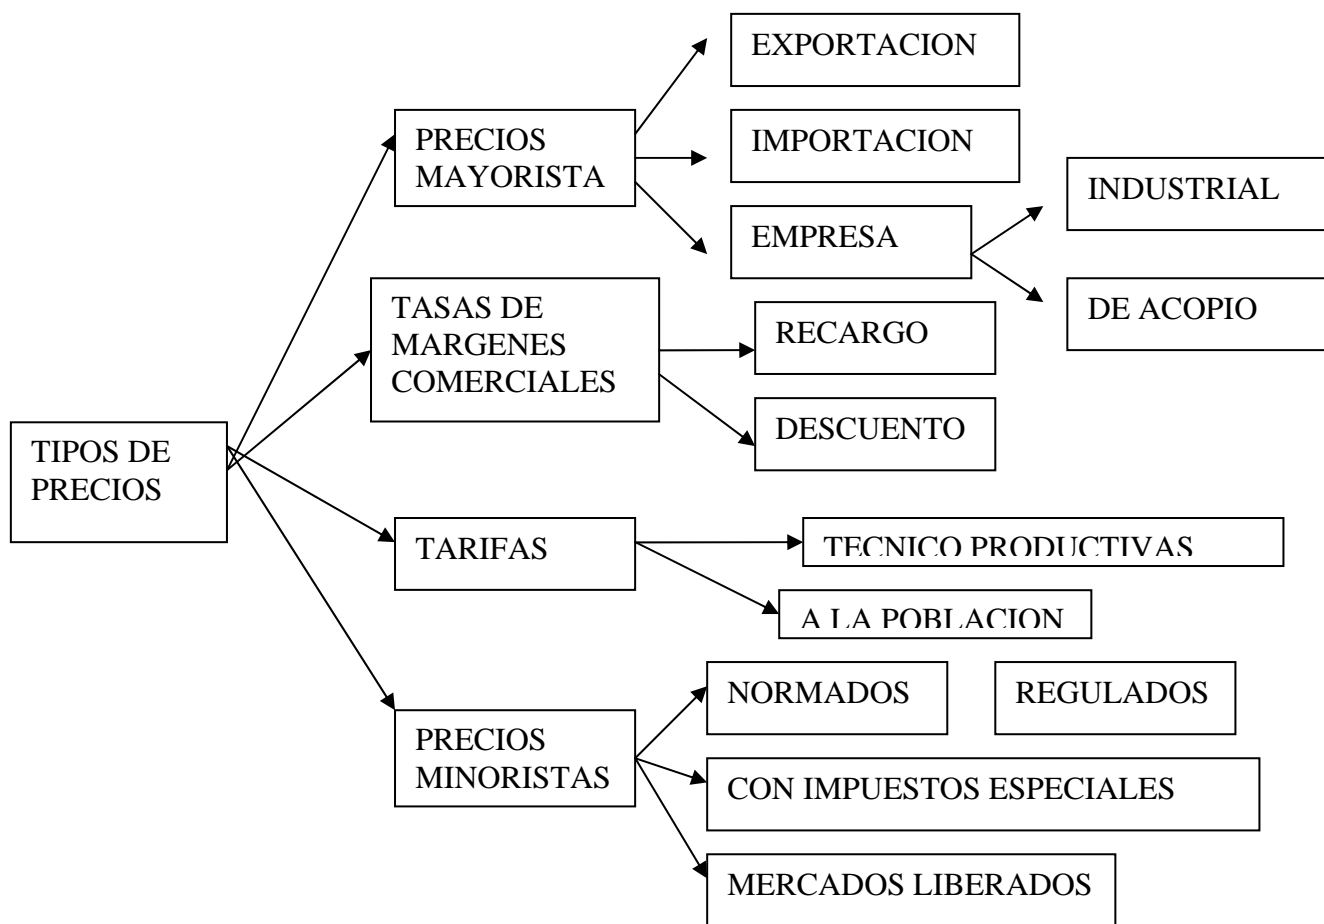 EXPORTACION
PRECIOS
MAYORISTA
IMPORTACION
INDUSTRIAL
EMPRESA
DE ACOPIO
TASAS DE
MARGENES
COMERCIALES
RECARGO
DESCUENTO
TIPOS DE
PRECIOS
TARIFAS
TECNICO PRODUCTIVAS
A LA POBLACION
PRECIOS
MINORISTAS
NORMADOS
REGULADOS
CON IMPUESTOS ESPECIALES
MERCADOS LIBERADOS